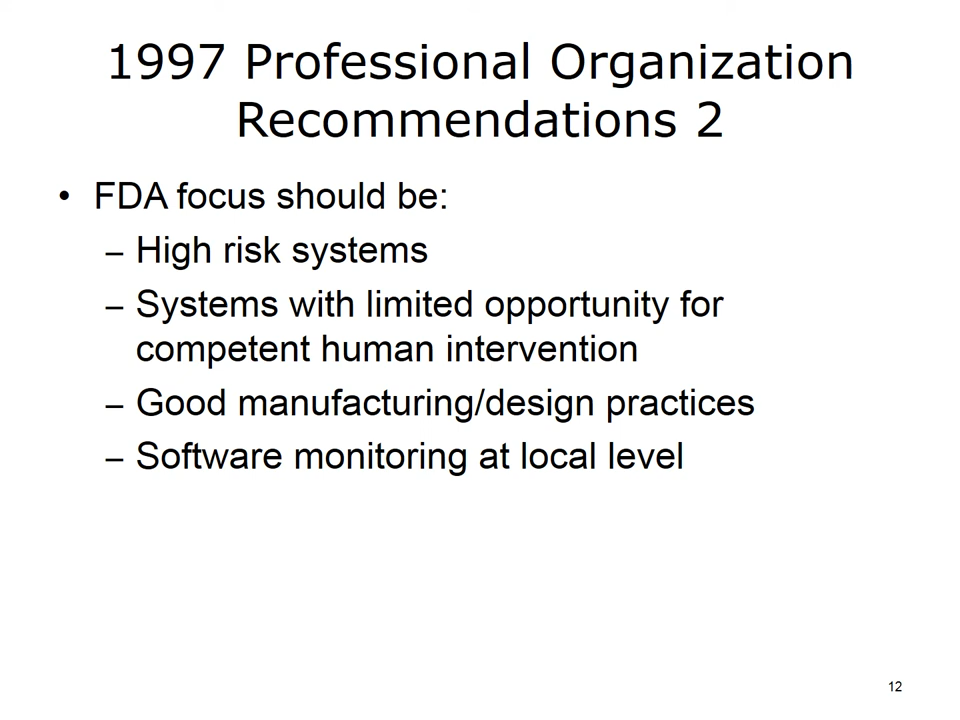 1997 Professional Organization
Recommendations 2
• FDA focus should be:
– High risk systems
– Systems with limited opportunity for
competent human intervention
– Good manufacturing/design practices
– Software monitoring at local level
12